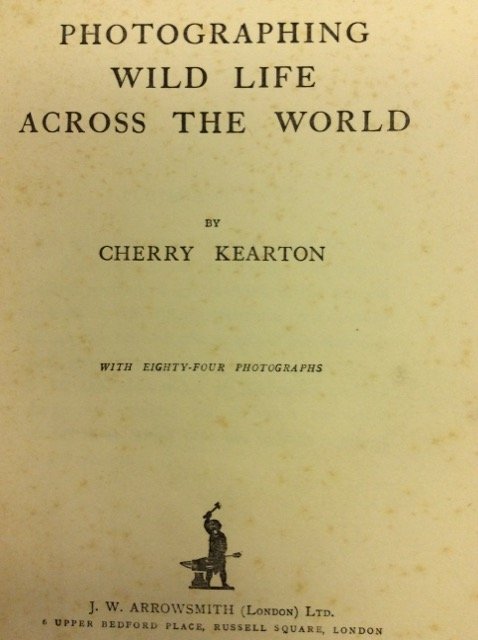 PHOTOGRAPHING
WILD LIFE
ACROSS THE WORLD
BY
CHERRY KEARTON
WITH EIGHTY-FOUR PHOTOGRAPHS
J. W. ARROWSMITH (LONDON) LTD.
6 UPPER BEDFORD PLACE, RUSSELL SQUARE, LONDON